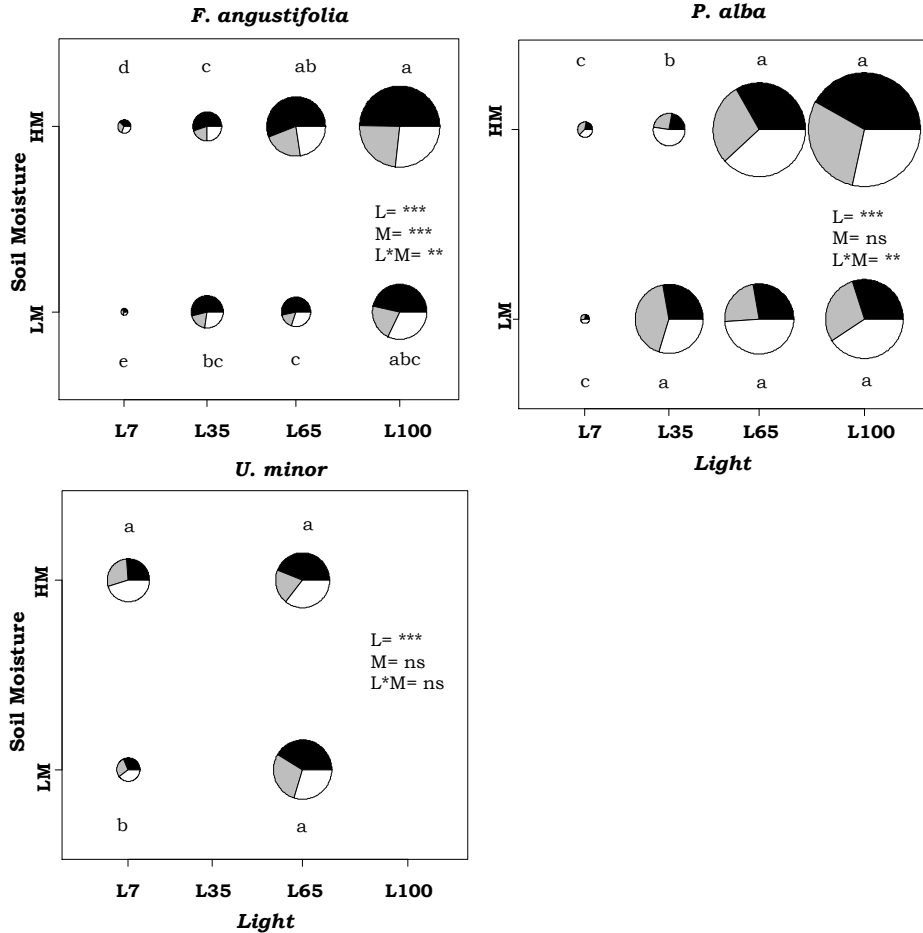 F. angustifolia
d c ab a
HM
L= ***
M= ***
L*M= **
Soil Moisture
LM
e bc c abc
L7 L35 L65 L100
P. alba
c b a a
HM
L= ***
M= ns
L*M= **
LM
c a a a
L7 L35 L65 L100
Light
U. minor
a a
HM
L= ***
M= ns
L*M= ns
Soil Moisture
LM
b a
L7 L35 L65 L100
Light